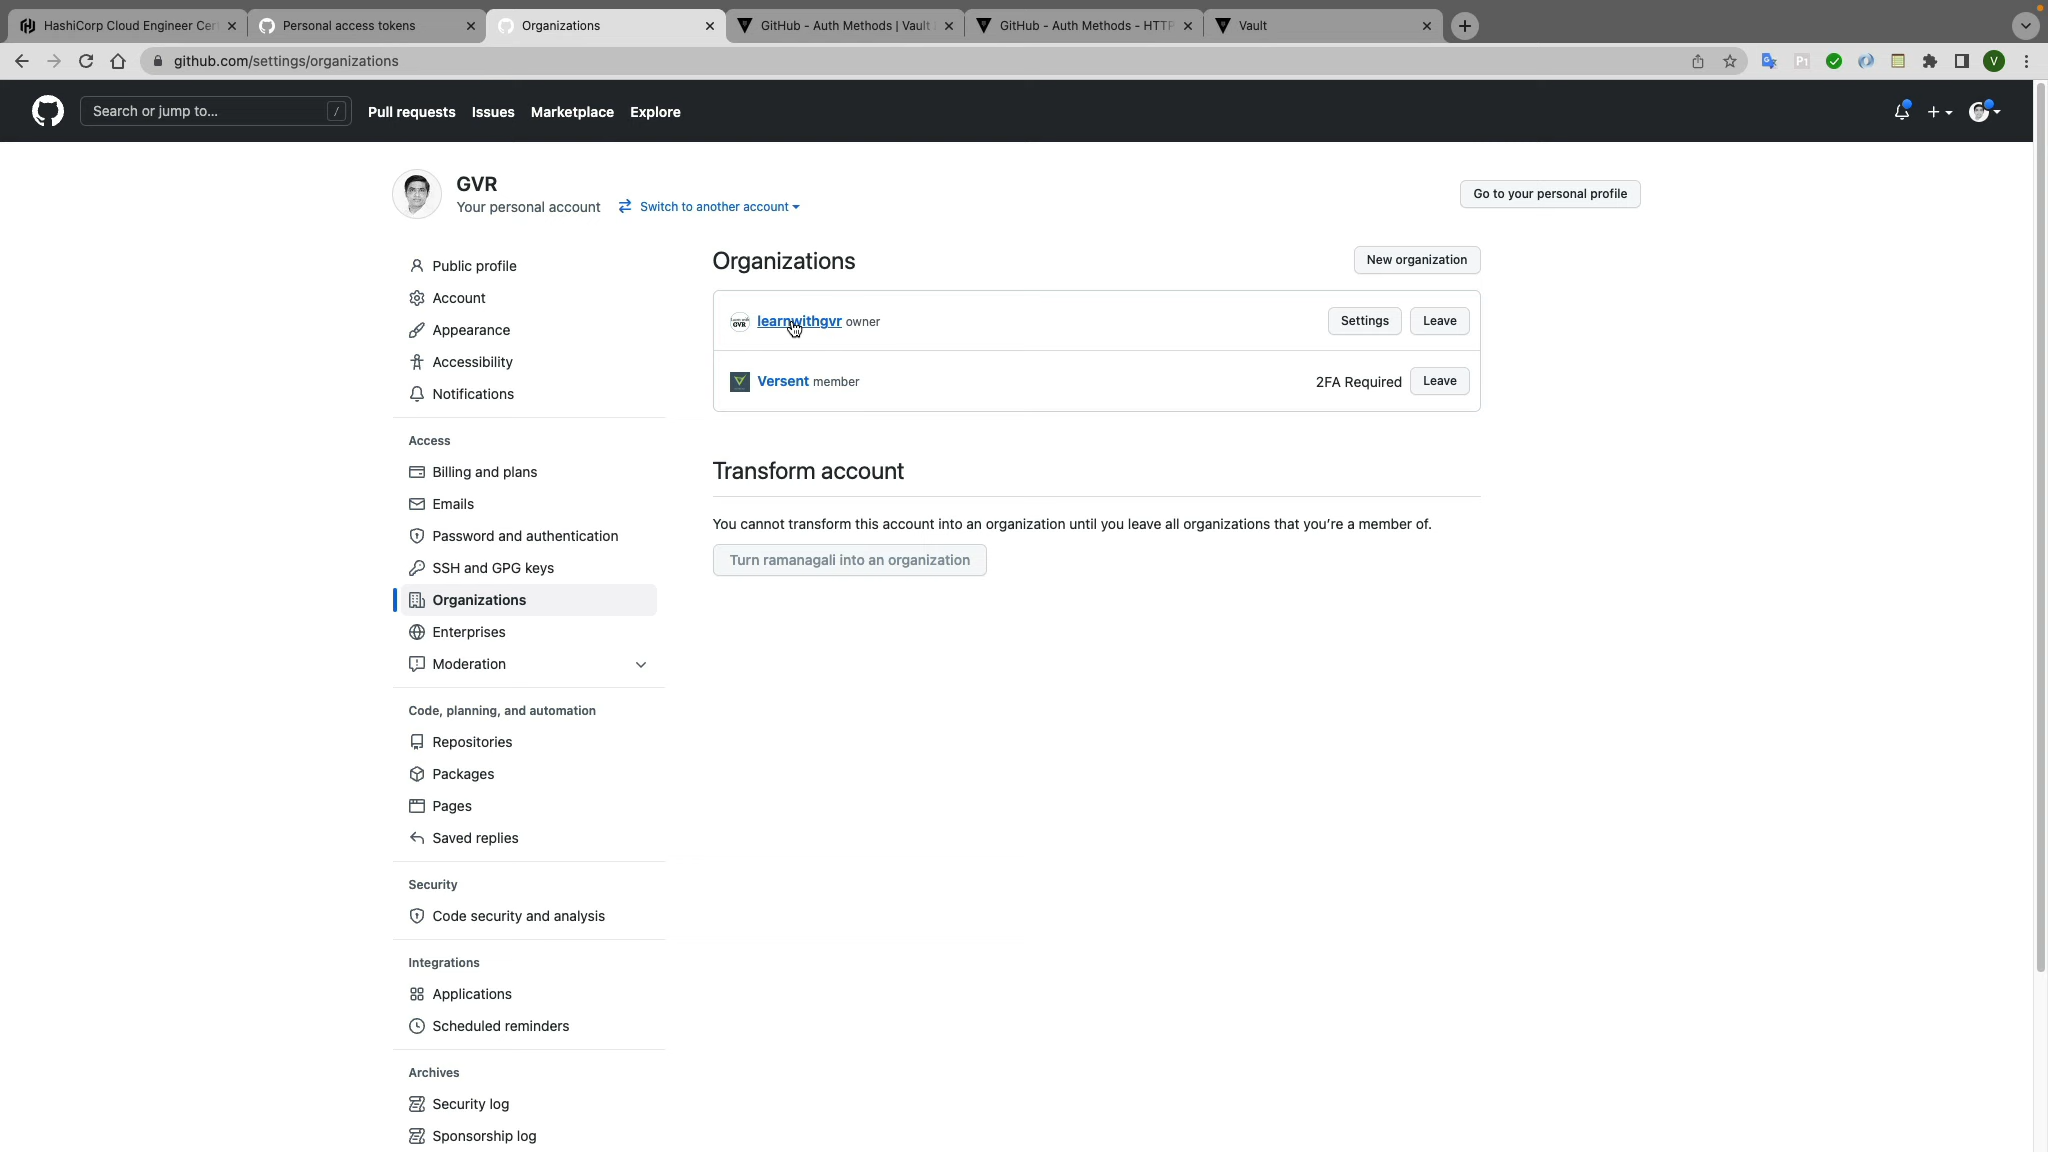 HashiCorp Cloud Engineer Cer
Personal access tokens
Organizations
GitHub - Auth Methods | Vault
GitHub - Auth Methods - HTTP
Vault
github.com/settings/organizations
V
Search or jump to...
/
Pull requests
Issues
Marketplace
Explore
GVR
Your personal account
Switch to another account
Go to your personal profile
Public profile
Account
Appearance
Accessibility
Notifications
Access
Billing and plans
Emails
Password and authentication
SSH and GPG keys
Organizations
Enterprises
Moderation
Code, planning, and automation
Repositories
Packages
Pages
Saved replies
Security
Code security and analysis
Integrations
Applications
Scheduled reminders
Archives
Security log
Sponsorship log
Organizations
New organization
GVR
learnwithgvr owner
Settings
Leave
Versent member
2FA Required
Leave
Transform account
You cannot transform this account into an organization until you leave all organizations that you're a member of.
Turn ramanagali into an organization